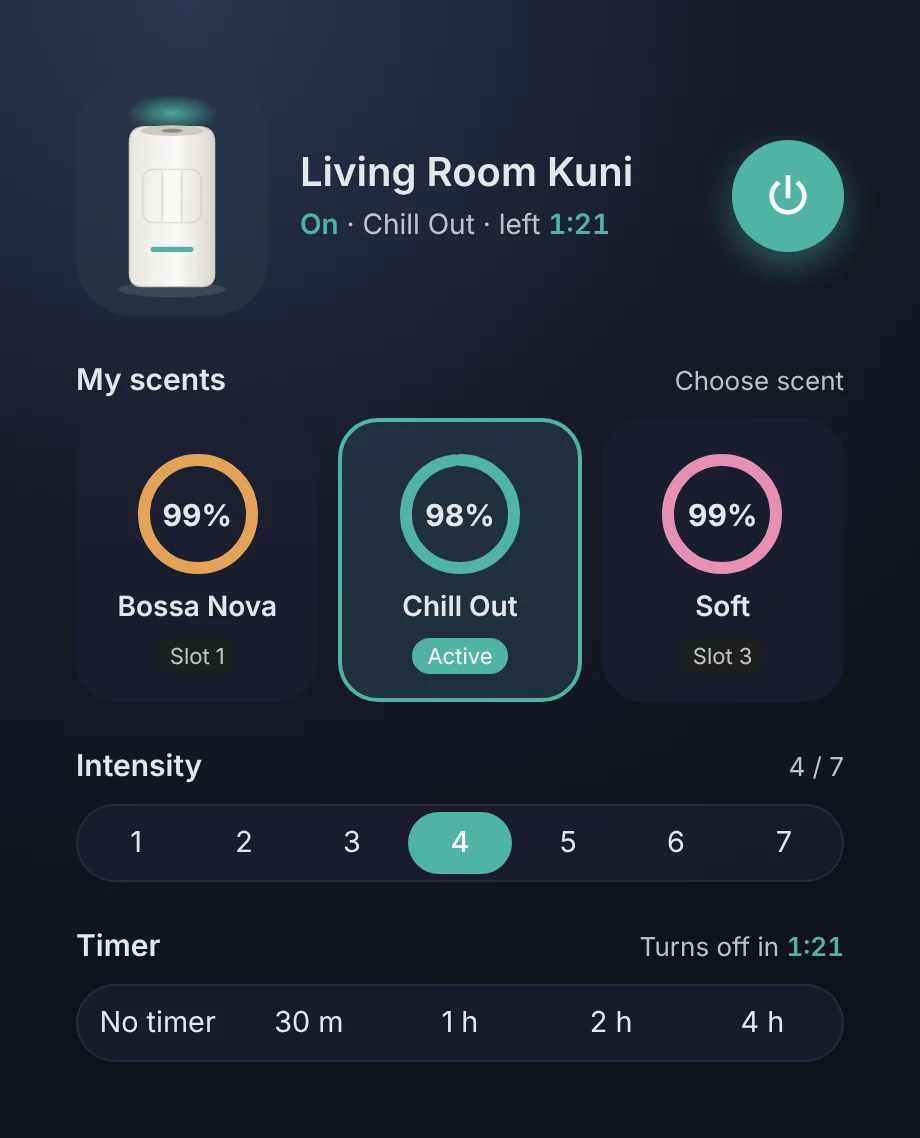 Living Room Kuni
On · Chill Out · left 1:21
My scents
Choose scent
99%
98%
99%
Bossa Nova
Chill Out
Soft
Slot 1
Active
Slot 3
Intensity
4 / 7
1 2 3 4 5 6 7
Timer
Turns off in 1:21
No timer 30 m 1 h 2 h 4 h